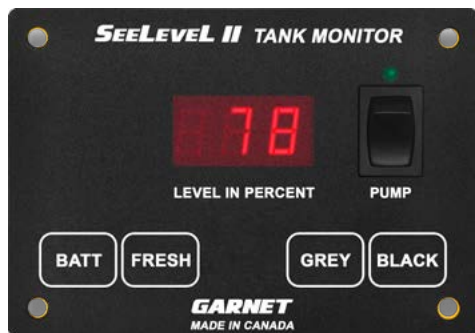 SEELEVEL II TANK MONITOR
78
LEVEL IN PERCENT
PUMP
BATT
FRESH
GREY
BLACK
GARNET
MADE IN CANADA